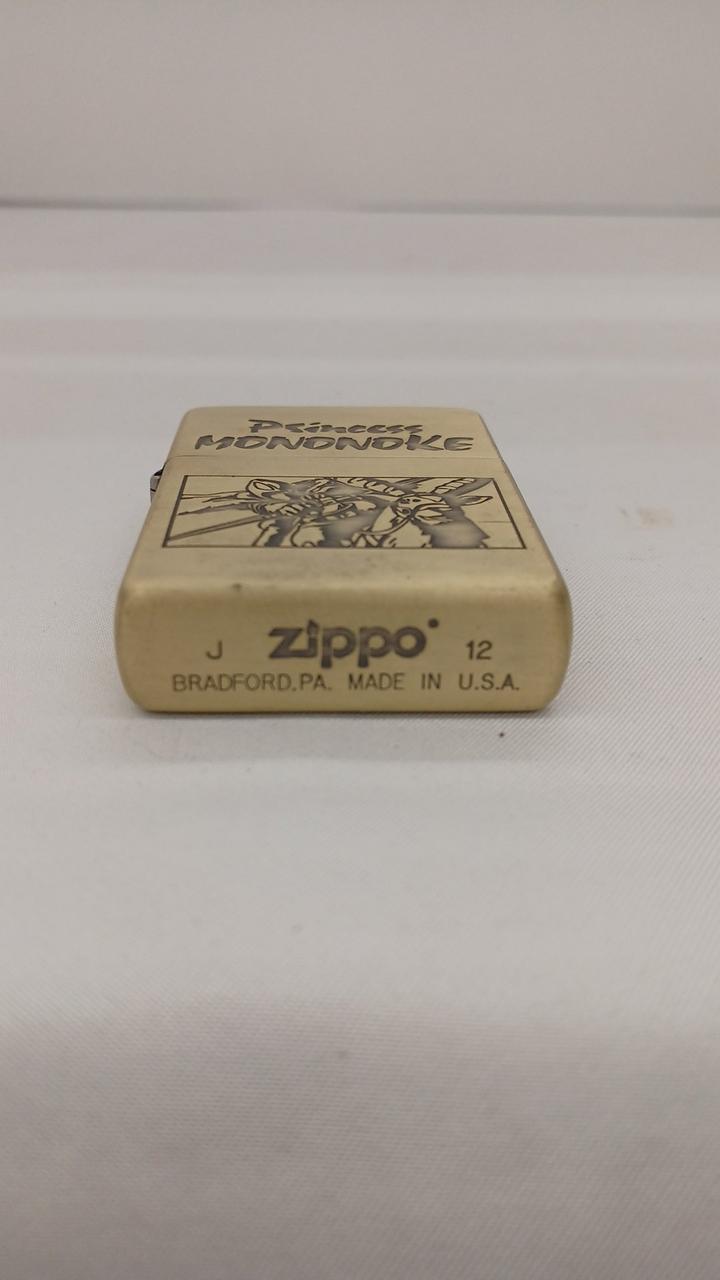 Princess
MONONOKE
J zippo 12
BRADFORD,PA. MADE IN U.S.A.